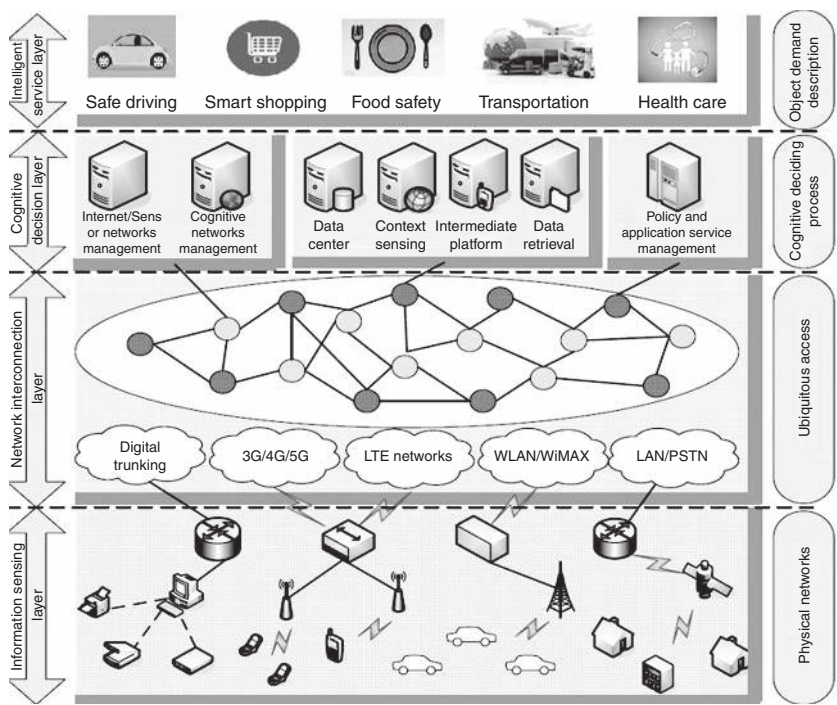 Intelligent
service layer
Safe driving
Smart shopping
Food safety
Transportation
Health care
Object demand
description
Cognitive
decision layer
Internet/Sens
or networks
management
Cognitive
networks
management
Data
center
Context
sensing
Intermediate
platform
Data
retrieval
Policy and
application service
management
Cognitive deciding
process
Network interconnection
layer
Digital
trunking
3G/4G/5G
LTE networks
WLAN/WiMAX
LAN/PSTN
Ubiquitous access
Information sensing
layer
Physical networks